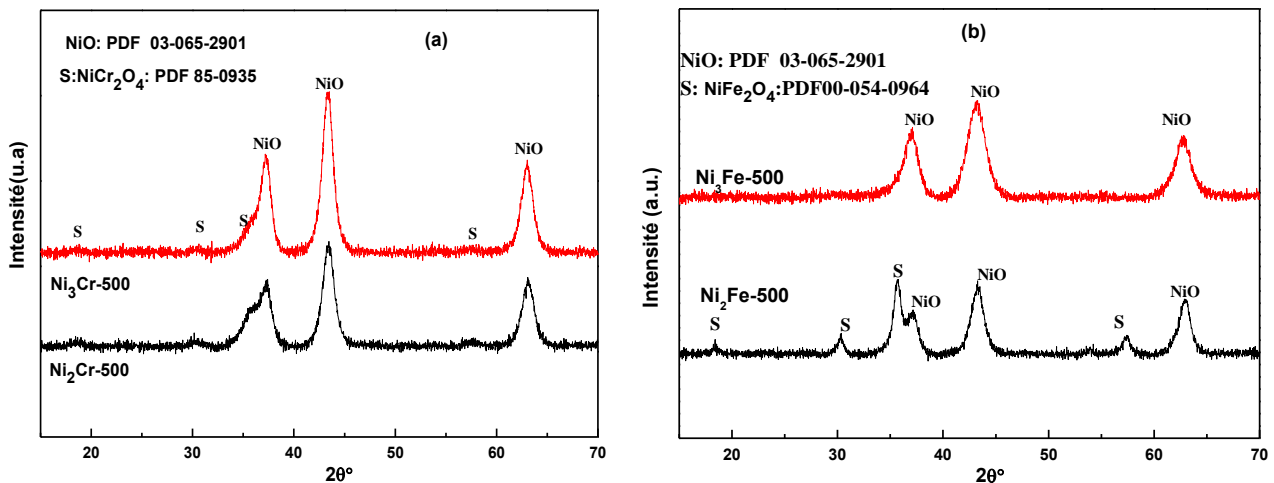 (a)
NiO: PDF 03-065-2901
S:NiCr2O4: PDF 85-0935
NiO
NiO
NiO
S
S
S
S
Ni3Cr-500
Ni2Cr-500
Intensité(u.a)
20 30 40 50 60 70
2θ°
(b)
NiO: PDF 03-065-2901
S: NiFe2O4:PDF00-054-0964
NiO
NiO
NiO
Ni3Fe-500
Ni2Fe-500
S
S
S
NiO
NiO
S
NiO
Intensité (a.u.)
20 30 40 50 60 70
2θ°